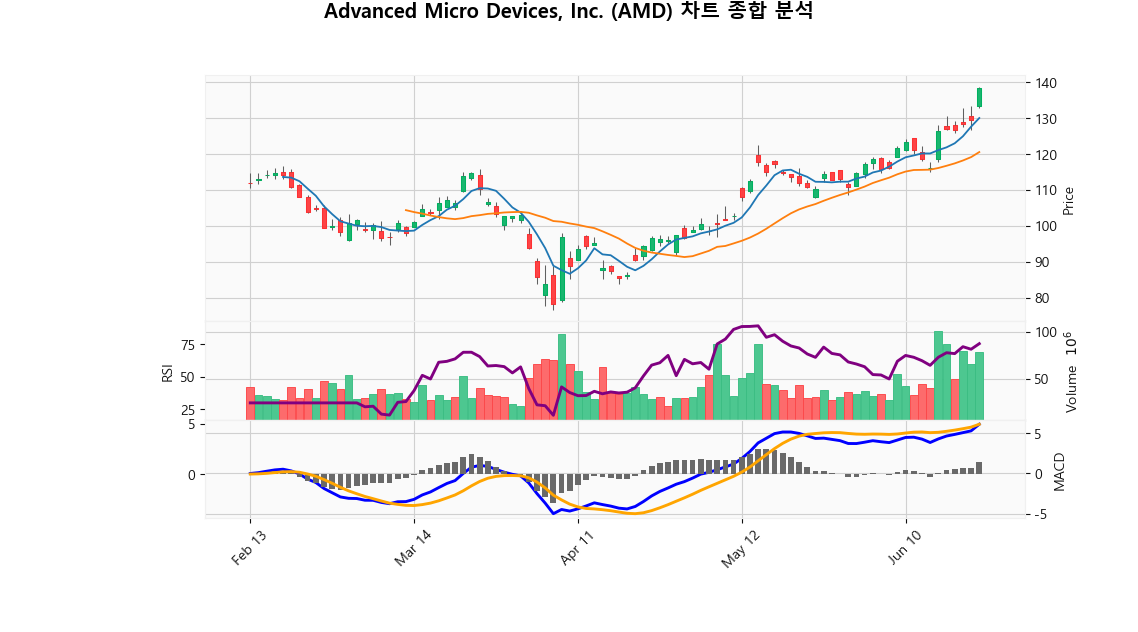 Advanced Micro Devices, Inc. (AMD) 차트 종합 분석
140
130
120
110
100
90
80
Price
75
50
25
RSI
100
50
Volume 10⁶
5
0
5
0
-5
MACD
Feb 13
Mar 14
Apr 11
May 12
Jun 10